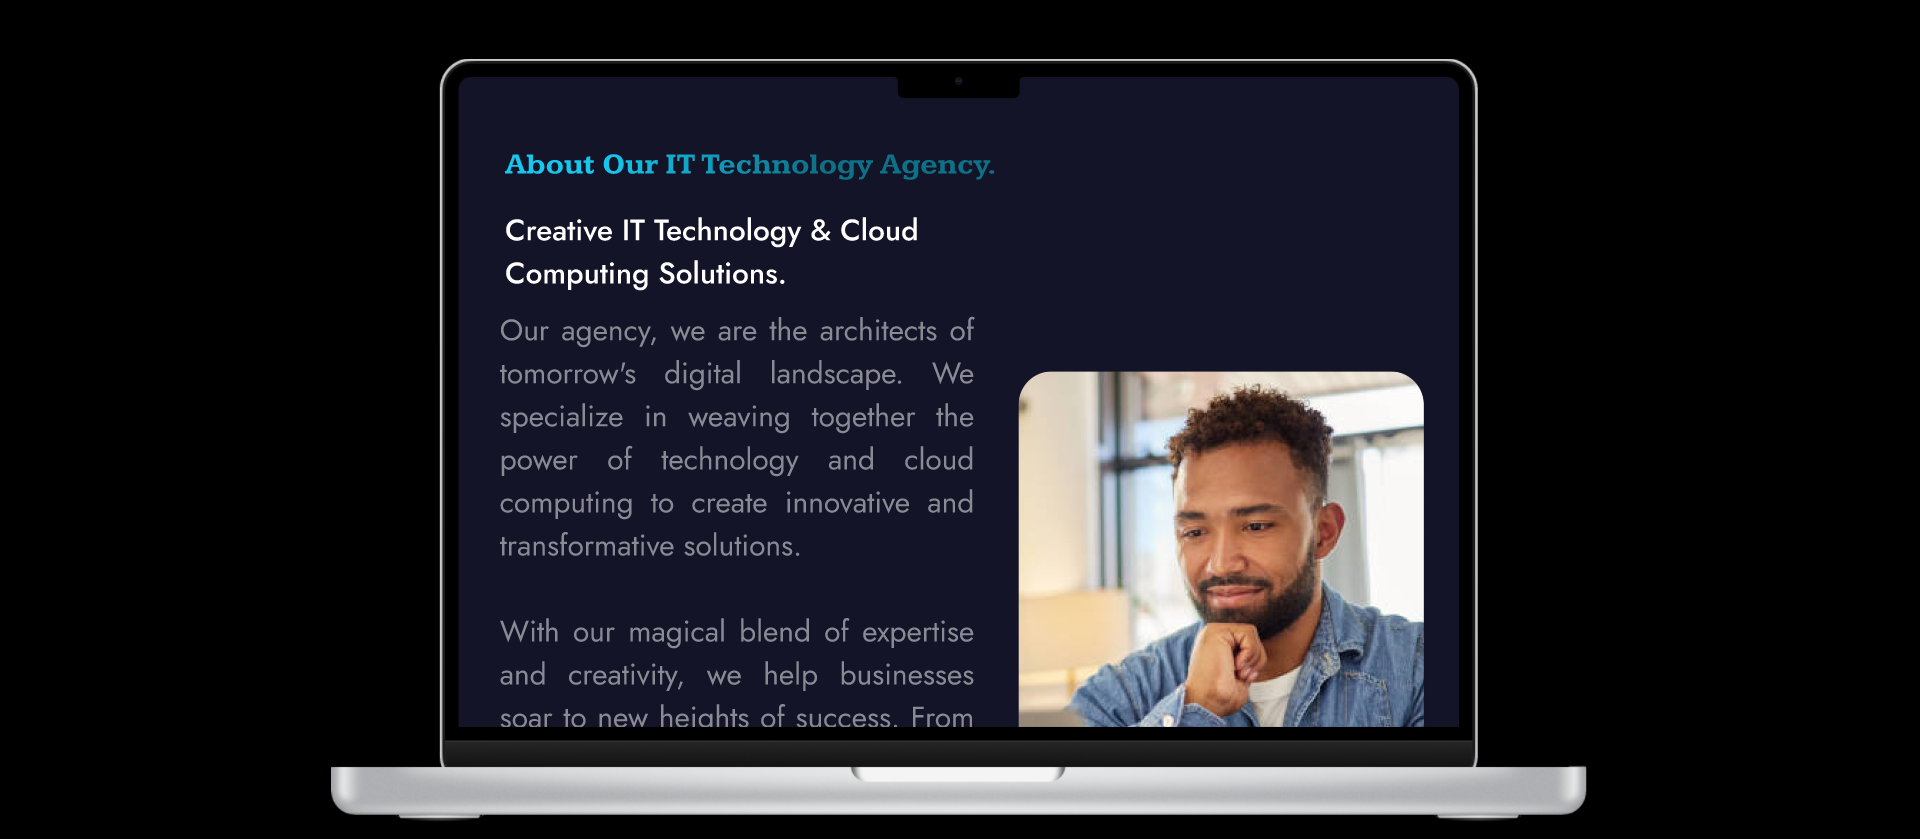 About Our IT Technology Agency.
Creative IT Technology & Cloud
Computing Solutions.
Our agency, we are the architects of
tomorrow's digital landscape. We
specialize in weaving together the
power of technology and cloud
computing to create innovative and
transformative solutions.
With our magical blend of expertise
and creativity, we help businesses
soar to new heights of success. From